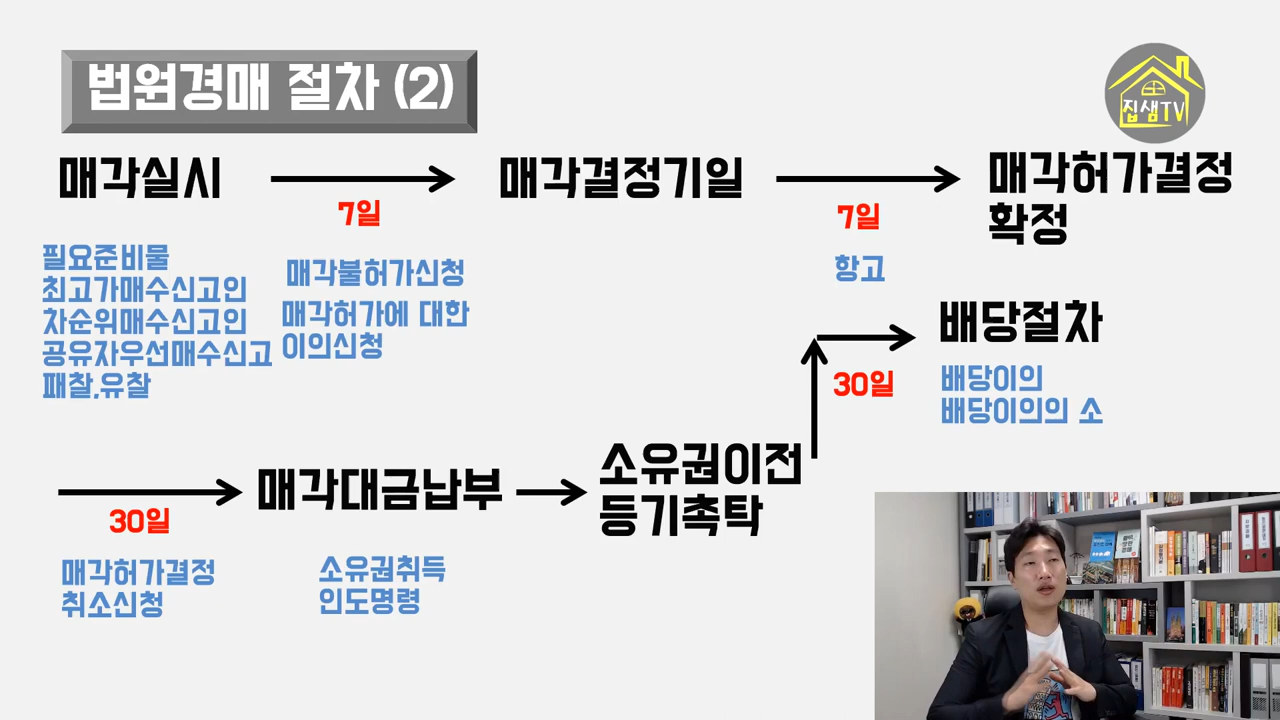 법원경매 절차 (2)
집샘TV
매각실시
7일
매각결정기일
7일
매각허가결정
확정
필요준비물
최고가매수신고인
차순위매수신고인
공유자우선매수신고
패찰,유찰
매각불허가신청
매각허가에 대한
이의신청
항고
배당절차
30일
배당이의
배당이의의 소
30일
매각대금납부
소유권이전
등기촉탁
매각허가결정
취소신청
소유권취득
인도명령